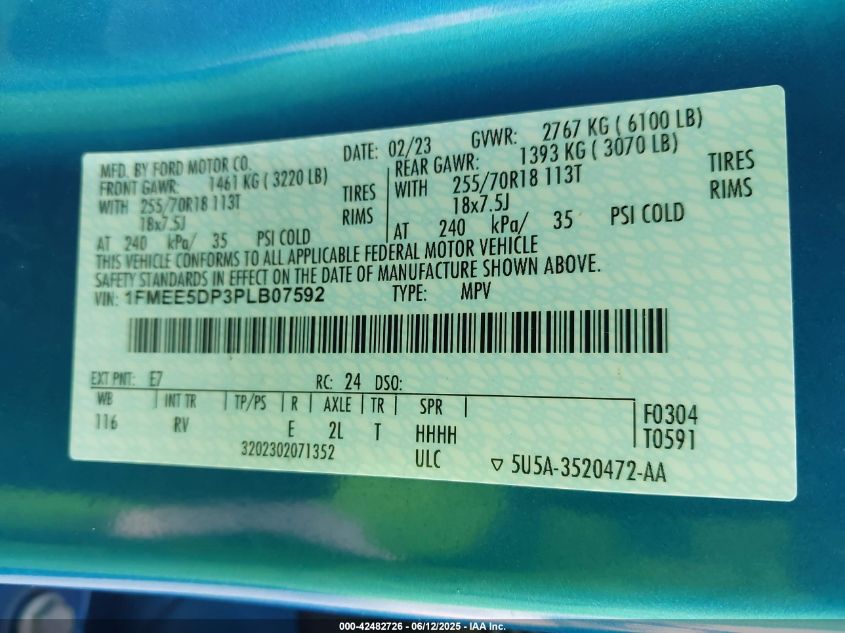 MFD. BY FORD MOTOR CO.
DATE: 02/23 GVWR: 2767 KG ( 6100 LB)
FRONT GAWR: 1461 KG ( 3220 LB) REAR GAWR: 1393 KG ( 3070 LB)
WITH 255/70R18 113T TIRES WITH 255/70R18 113T TIRES
18x7.5J RIMS 18x7.5J RIMS
AT 240 kPa/ 35 PSI COLD AT 240 kPa/ 35 PSI COLD
THIS VEHICLE CONFORMS TO ALL APPLICABLE FEDERAL MOTOR VEHICLE
SAFETY STANDARDS IN EFFECT ON THE DATE OF MANUFACTURE SHOWN ABOVE.
VIN: 1FMEE5DP3PLB07592 TYPE: MPV
EXT PNT: E7 RC: 24 DSO:
WB INT TR TP/PS R AXLE TR SPR F0304
116 RV E 2L T HHHH T0591
3202302071352 ULC ▽ 5U5A-3520472-AA
000-42482726 - 06/12/2025 - IAAI.com